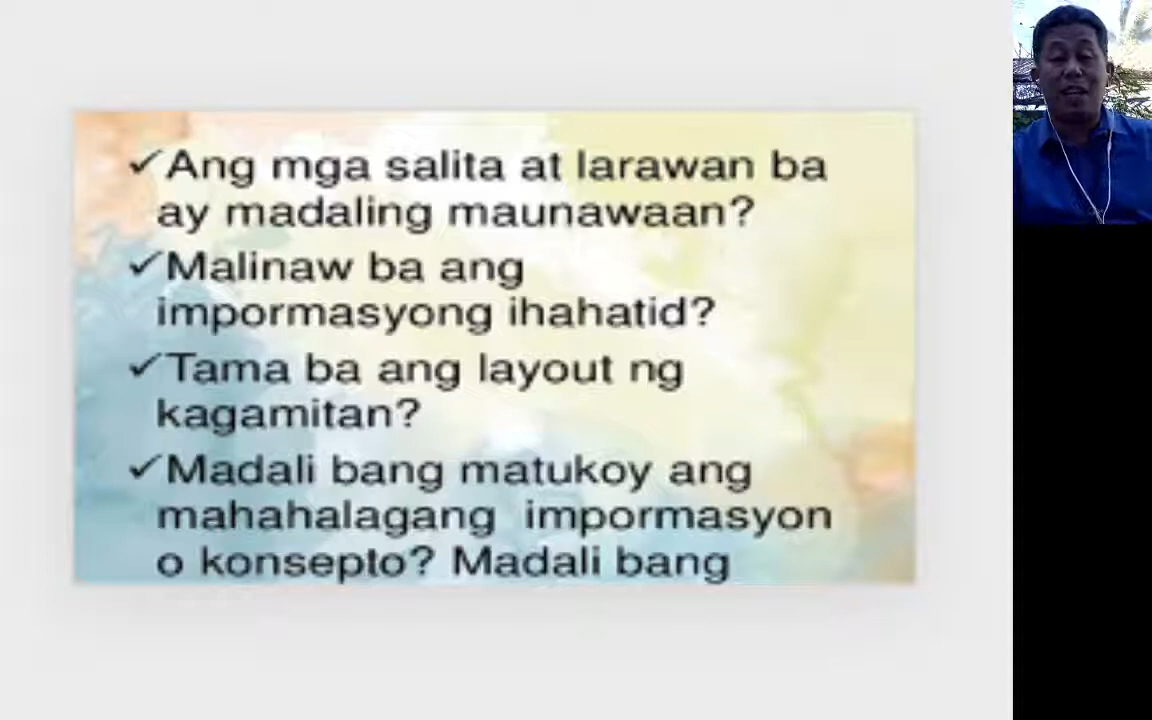 ✓Ang mga salita at larawan ba
ay madaling maunawaan?
✓Malinaw ba ang
impormasyong ihahatid?
✓Tama ba ang layout ng
kagamitan?
✓Madali bang matukoy ang
mahahalagang impormasyon
o konsepto? Madali bang